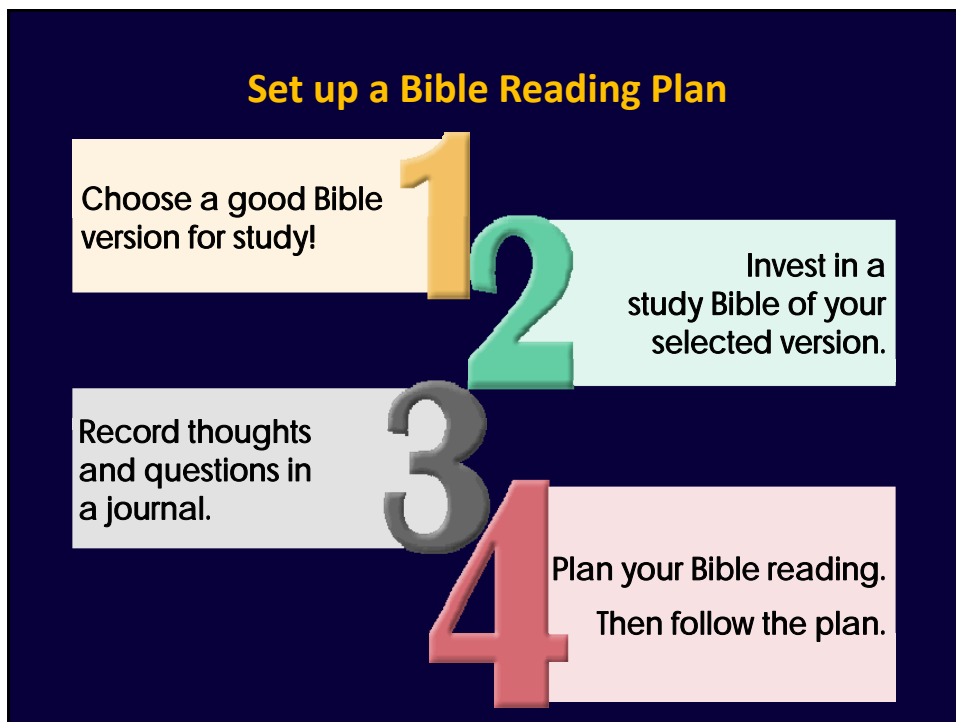 Set up a Bible Reading Plan
1
Choose a good Bible
version for study!
2
Invest in a
study Bible of your
selected version.
3
Record thoughts
and questions in
a journal.
4
Plan your Bible reading.
Then follow the plan.